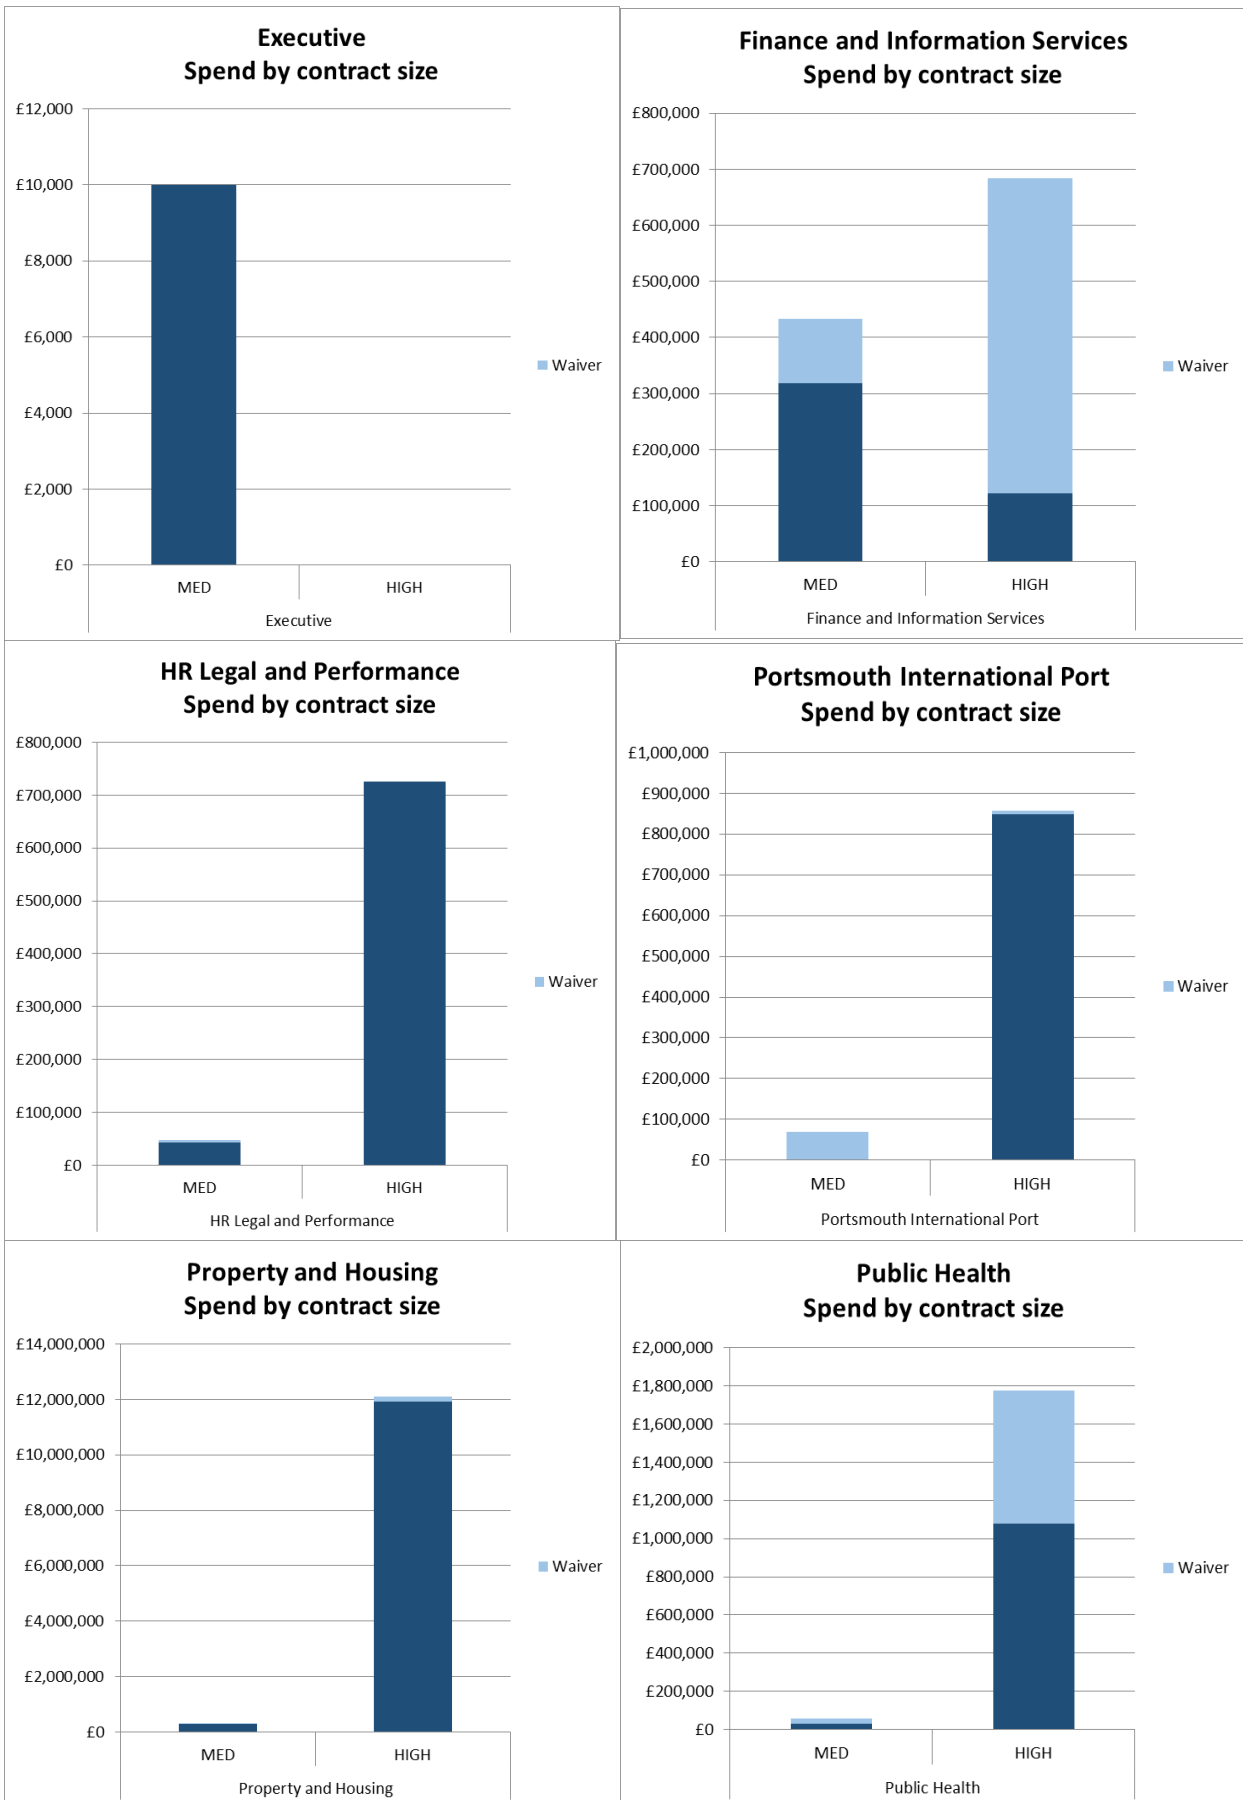 Executive
Spend by contract size
£12,000
£10,000
£8,000
£6,000
£4,000
£2,000
£0
MED
HIGH
Executive
Waiver
Finance and Information Services
Spend by contract size
£800,000
£700,000
£600,000
£500,000
£400,000
£300,000
£200,000
£100,000
£0
MED
HIGH
Finance and Information Services
Waiver
HR Legal and Performance
Spend by contract size
£800,000
£700,000
£600,000
£500,000
£400,000
£300,000
£200,000
£100,000
£0
MED
HIGH
HR Legal and Performance
Waiver
Portsmouth International Port
Spend by contract size
£1,000,000
£900,000
£800,000
£700,000
£600,000
£500,000
£400,000
£300,000
£200,000
£100,000
£0
MED
HIGH
Portsmouth International Port
Waiver
Property and Housing
Spend by contract size
£14,000,000
£12,000,000
£10,000,000
£8,000,000
£6,000,000
£4,000,000
£2,000,000
£0
MED
HIGH
Property and Housing
Waiver
Public Health
Spend by contract size
£2,000,000
£1,800,000
£1,600,000
£1,400,000
£1,200,000
£1,000,000
£800,000
£600,000
£400,000
£200,000
£0
MED
HIGH
Public Health
Waiver